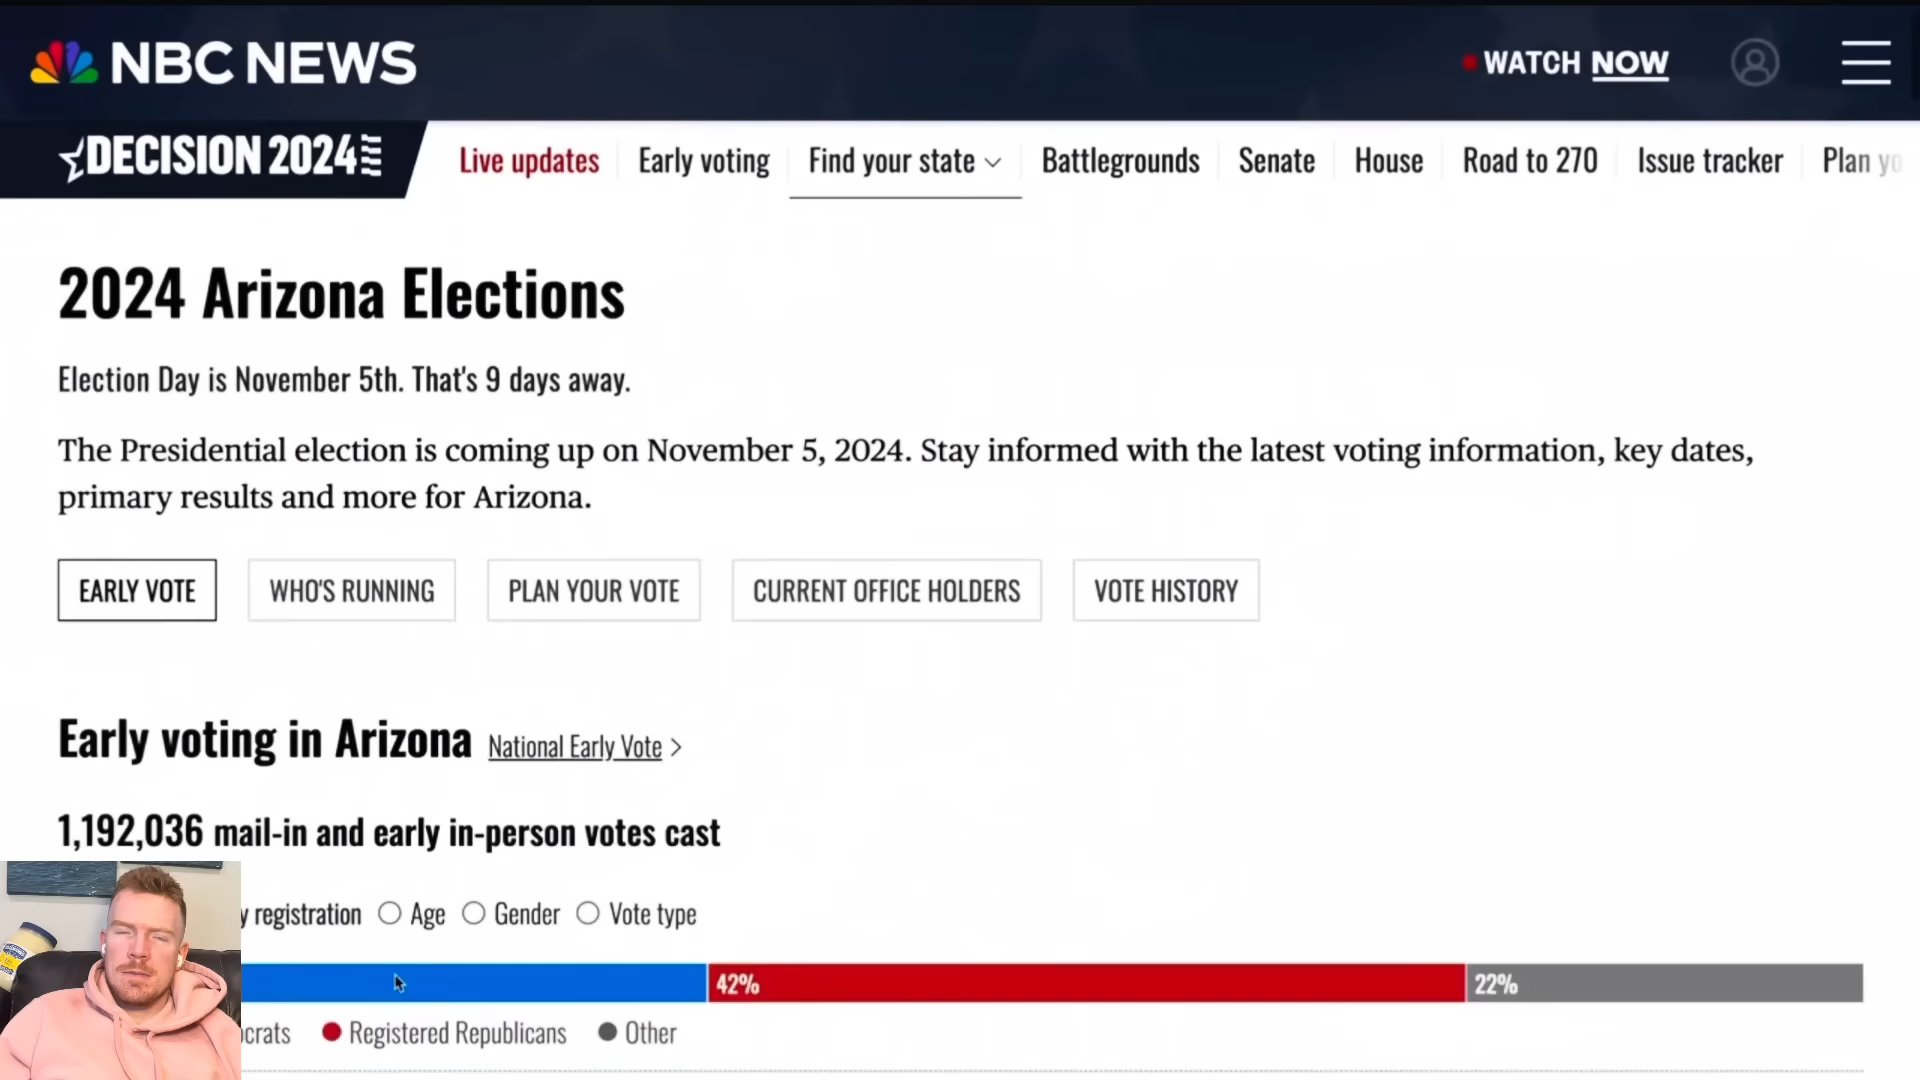 NBC NEWS
WATCH NOW
DECISION 2024
Live updates
Early voting
Find your state
Battlegrounds
Senate
House
Road to 270
Issue tracker
Plan
2024 Arizona Elections
Election Day is November 5th. That's 9 days away.
The Presidential election is coming up on November 5, 2024. Stay informed with the latest voting information, key dates,
primary results and more for Arizona.
EARLY VOTE
WHO'S RUNNING
PLAN YOUR VOTE
CURRENT OFFICE HOLDERS
VOTE HISTORY
Early voting in Arizona National Early Vote >
1,192,036 mail-in and early in-person votes cast
y registration Age Gender Vote type
42% 22%
ocrats Registered Republicans Other